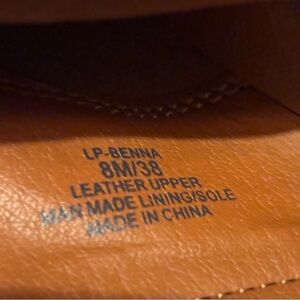 LP-BENNA
8M/38
LEATHER UPPER
MAN MADE LINING/SOLE
MADE IN CHINA